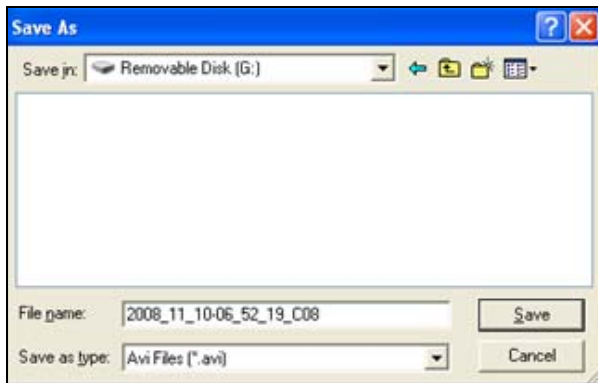 Save As
Save in: Removable Disk (G:)
File name: 2008_11_10-06_52_19_C08
Save
Save as type: Avi Files (*.avi)
Cancel